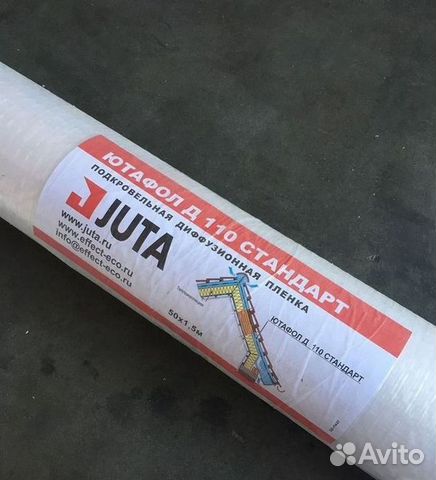 ЮТАФОЛ Д 110 СТАНДАРТ
ПОДКРОВЕЛЬНАЯ ДИФФУЗИОННАЯ ПЛЕНКА
JUTA
www.juta.ru
www.effect-eco.ru
info@effect-eco.ru
50x1.5м
ЮТАФОЛ Д 110 СТАНДАРТ
Avito